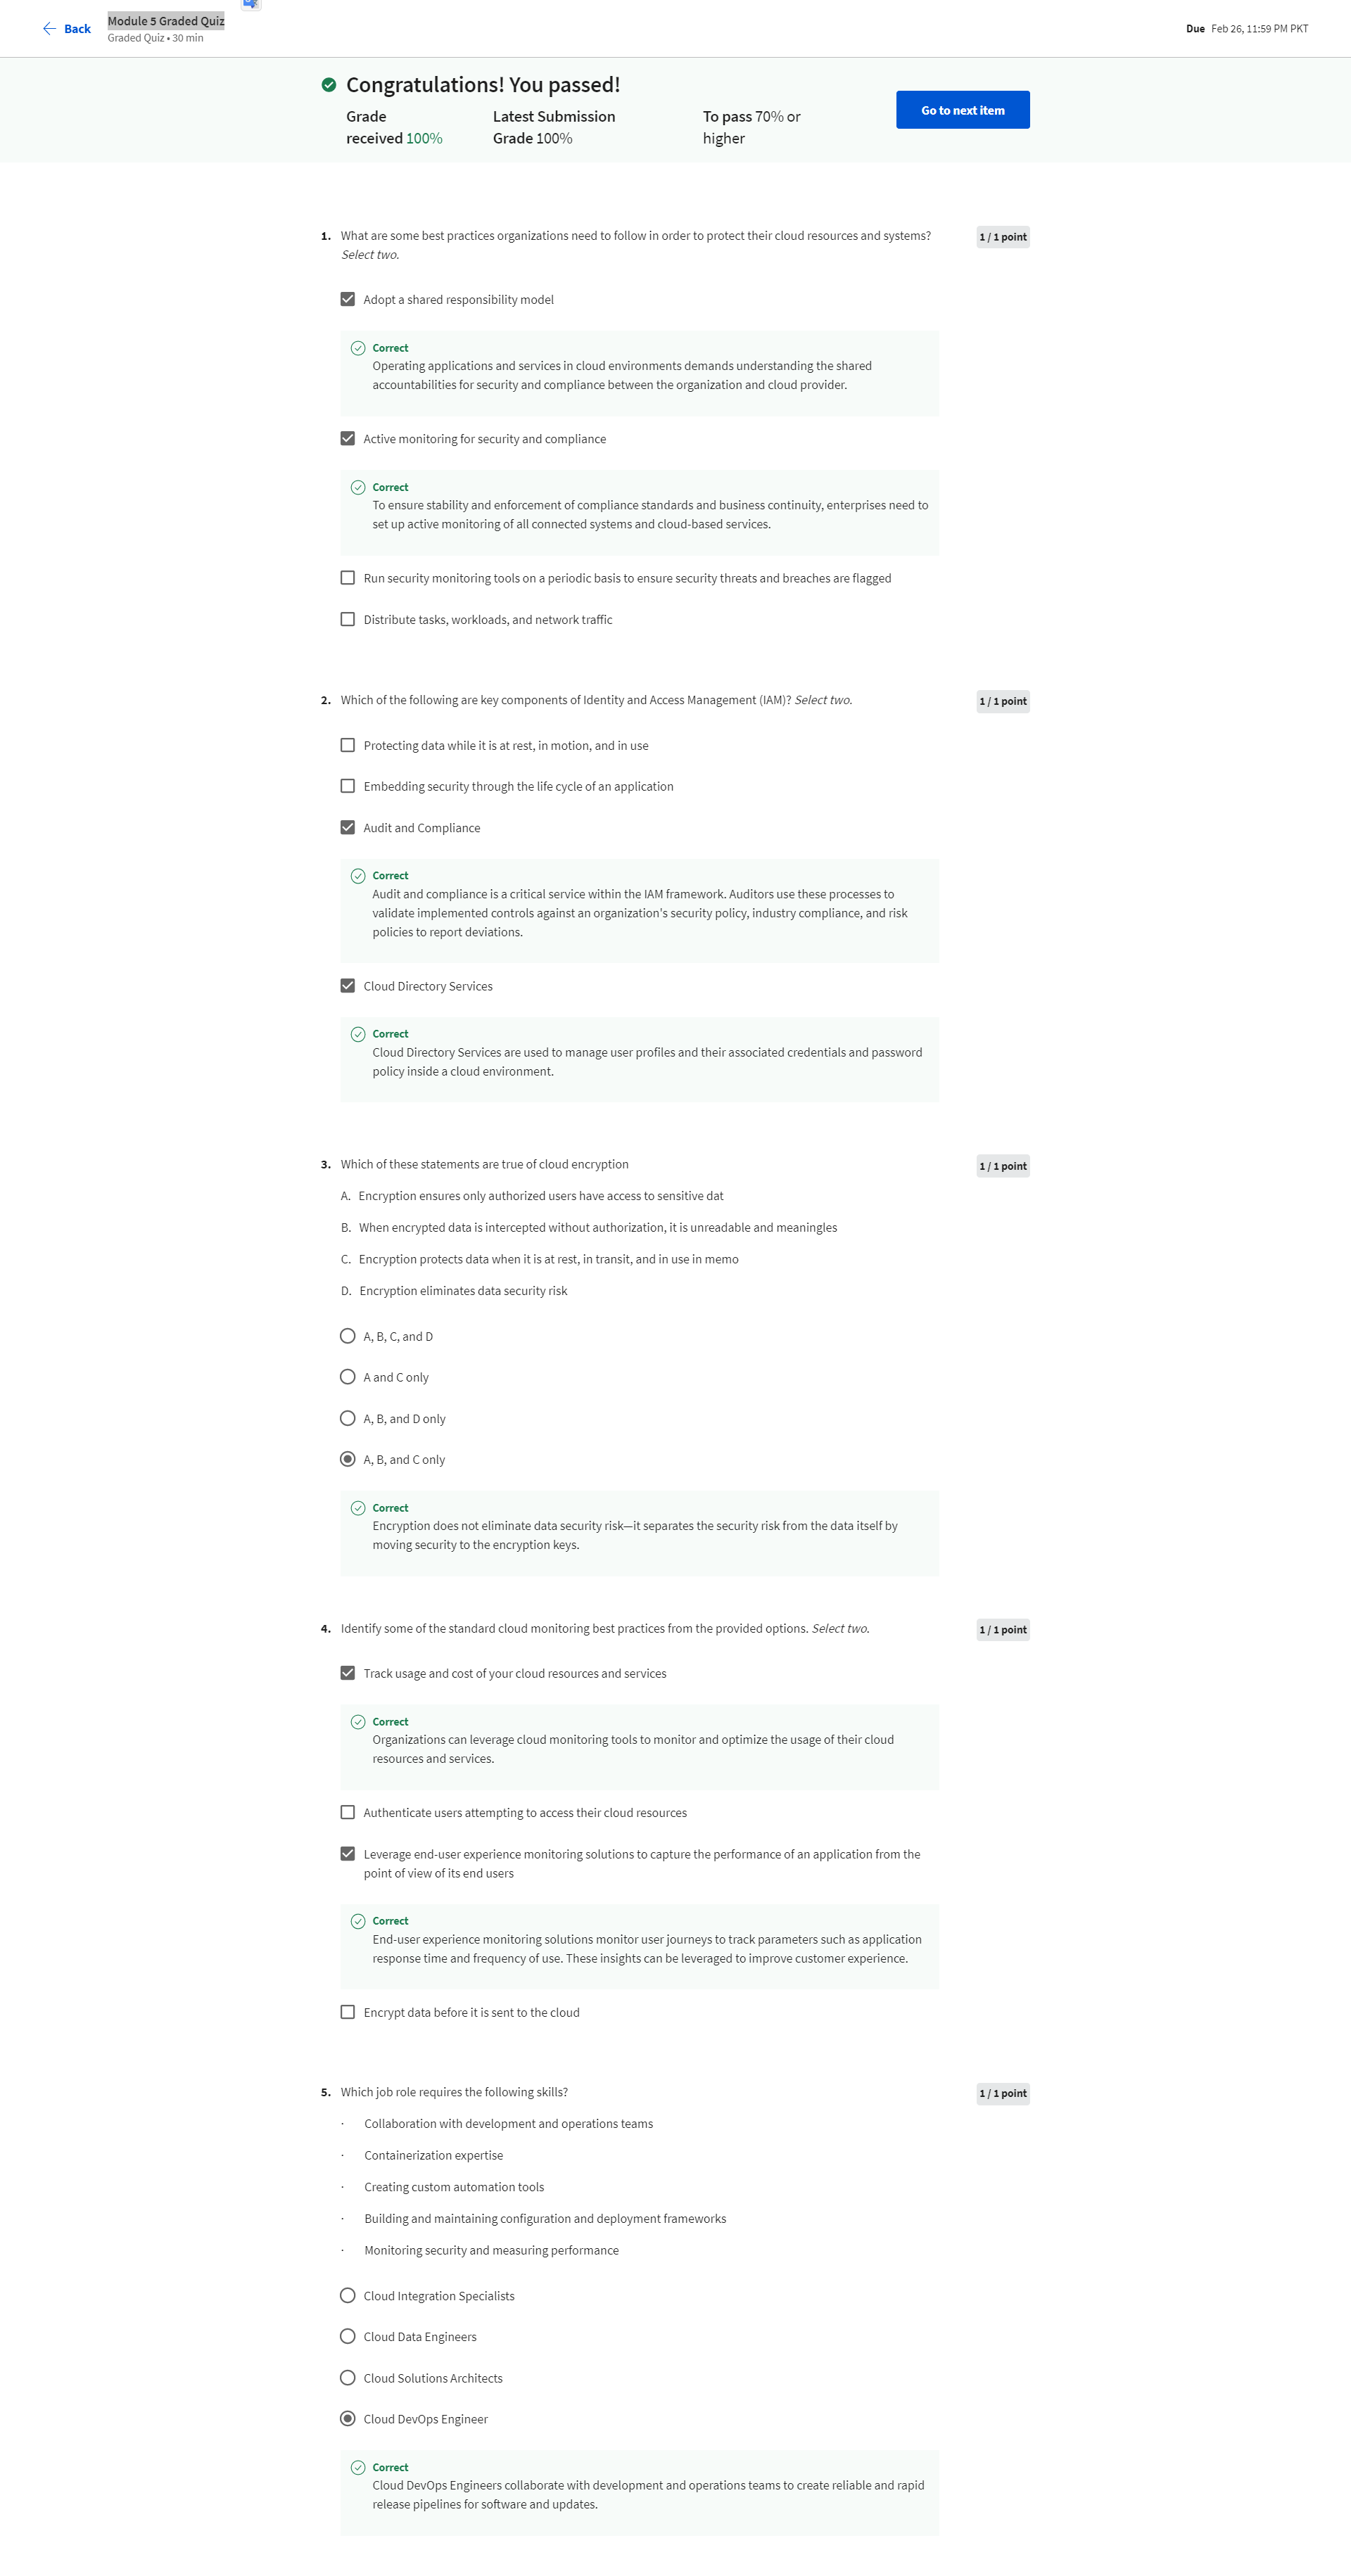 Back
Module 5 Graded Quiz
Graded Quiz • 30 min
Due Feb 26, 11:59 PM PKT
Congratulations! You passed!
Grade
received 100%
Latest Submission
Grade 100%
To pass 70% or
higher
Go to next item
1. What are some best practices organizations need to follow in order to protect their cloud resources and systems?
Select two.
1 / 1 point
Adopt a shared responsibility model
Correct
Operating applications and services in cloud environments demands understanding the shared
accountabilities for security and compliance between the organization and cloud provider.
Active monitoring for security and compliance
Correct
To ensure stability and enforcement of compliance standards and business continuity, enterprises need to
set up active monitoring of all connected systems and cloud-based services.
Run security monitoring tools on a periodic basis to ensure security threats and breaches are flagged
Distribute tasks, workloads, and network traffic
2. Which of the following are key components of Identity and Access Management (IAM)? Select two.
1 / 1 point
Protecting data while it is at rest, in motion, and in use
Embedding security through the life cycle of an application
Audit and Compliance
Correct
Audit and compliance is a critical service within the IAM framework. Auditors use these processes to
validate implemented controls against an organization's security policy, industry compliance, and risk
policies to report deviations.
Cloud Directory Services
Correct
Cloud Directory Services are used to manage user profiles and their associated credentials and password
policy inside a cloud environment.
3. Which of these statements are true of cloud encryption
1 / 1 point
A. Encryption ensures only authorized users have access to sensitive dat
B. When encrypted data is intercepted without authorization, it is unreadable and meaningles
C. Encryption protects data when it is at rest, in transit, and in use in memo
D. Encryption eliminates data security risk
A, B, C, and D
A and C only
A, B, and D only
A, B, and C only
Correct
Encryption does not eliminate data security risk—it separates the security risk from the data itself by
moving security to the encryption keys.
4. Identify some of the standard cloud monitoring best practices from the provided options. Select two.
1 / 1 point
Track usage and cost of your cloud resources and services
Correct
Organizations can leverage cloud monitoring tools to monitor and optimize the usage of their cloud
resources and services.
Authenticate users attempting to access their cloud resources
Leverage end-user experience monitoring solutions to capture the performance of an application from the
point of view of its end users
Correct
End-user experience monitoring solutions monitor user journeys to track parameters such as application
response time and frequency of use. These insights can be leveraged to improve customer experience.
Encrypt data before it is sent to the cloud
5. Which job role requires the following skills?
1 / 1 point
· Collaboration with development and operations teams
· Containerization expertise
· Creating custom automation tools
· Building and maintaining configuration and deployment frameworks
· Monitoring security and measuring performance
Cloud Integration Specialists
Cloud Data Engineers
Cloud Solutions Architects
Cloud DevOps Engineer
Correct
Cloud DevOps Engineers collaborate with development and operations teams to create reliable and rapid
release pipelines for software and updates.